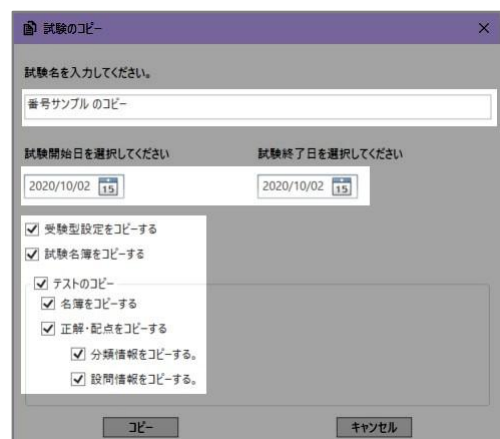 試験のコピー
試験名を入力してください。
番号サンプル のコピー
試験開始日を選択してください 試験終了日を選択してください
2020/10/02 15 2020/10/02 15
受験型設定をコピーする
試験名簿をコピーする
テストのコピー
名簿をコピーする
正解・配点をコピーする
分類情報をコピーする。
設問情報をコピーする。
コピー キャンセル